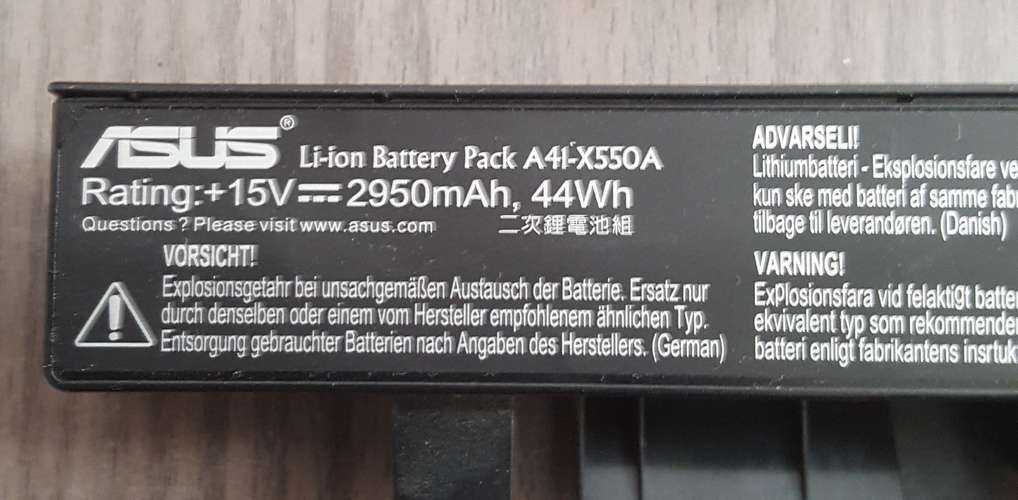 ASUS® Li-ion Battery Pack A41-X550A
Rating:+15V⎓2950mAh, 44Wh
Questions ? Please visit www.asus.com 二次鋰電池組
VORSICHT!
Explosionsgetahr bei unsachgemäßen Austausch der Batterie. Ersatz nur
durch denselben oder einem vom Hersteller empfohlenem ähnlichen Typ.
Entsorgung gebrauchter Batterien nach Angaben des Herstellers. (German)
ADVARSELI!
Lithiumbatteri - Eksplosionsfare
kun ske med batteri af samme
tilbage til leverandøren. (Danish)
VARNING!
Explosionsfara vid felaktigt
ekvivalent typ som
batteri enligt fabrikantens